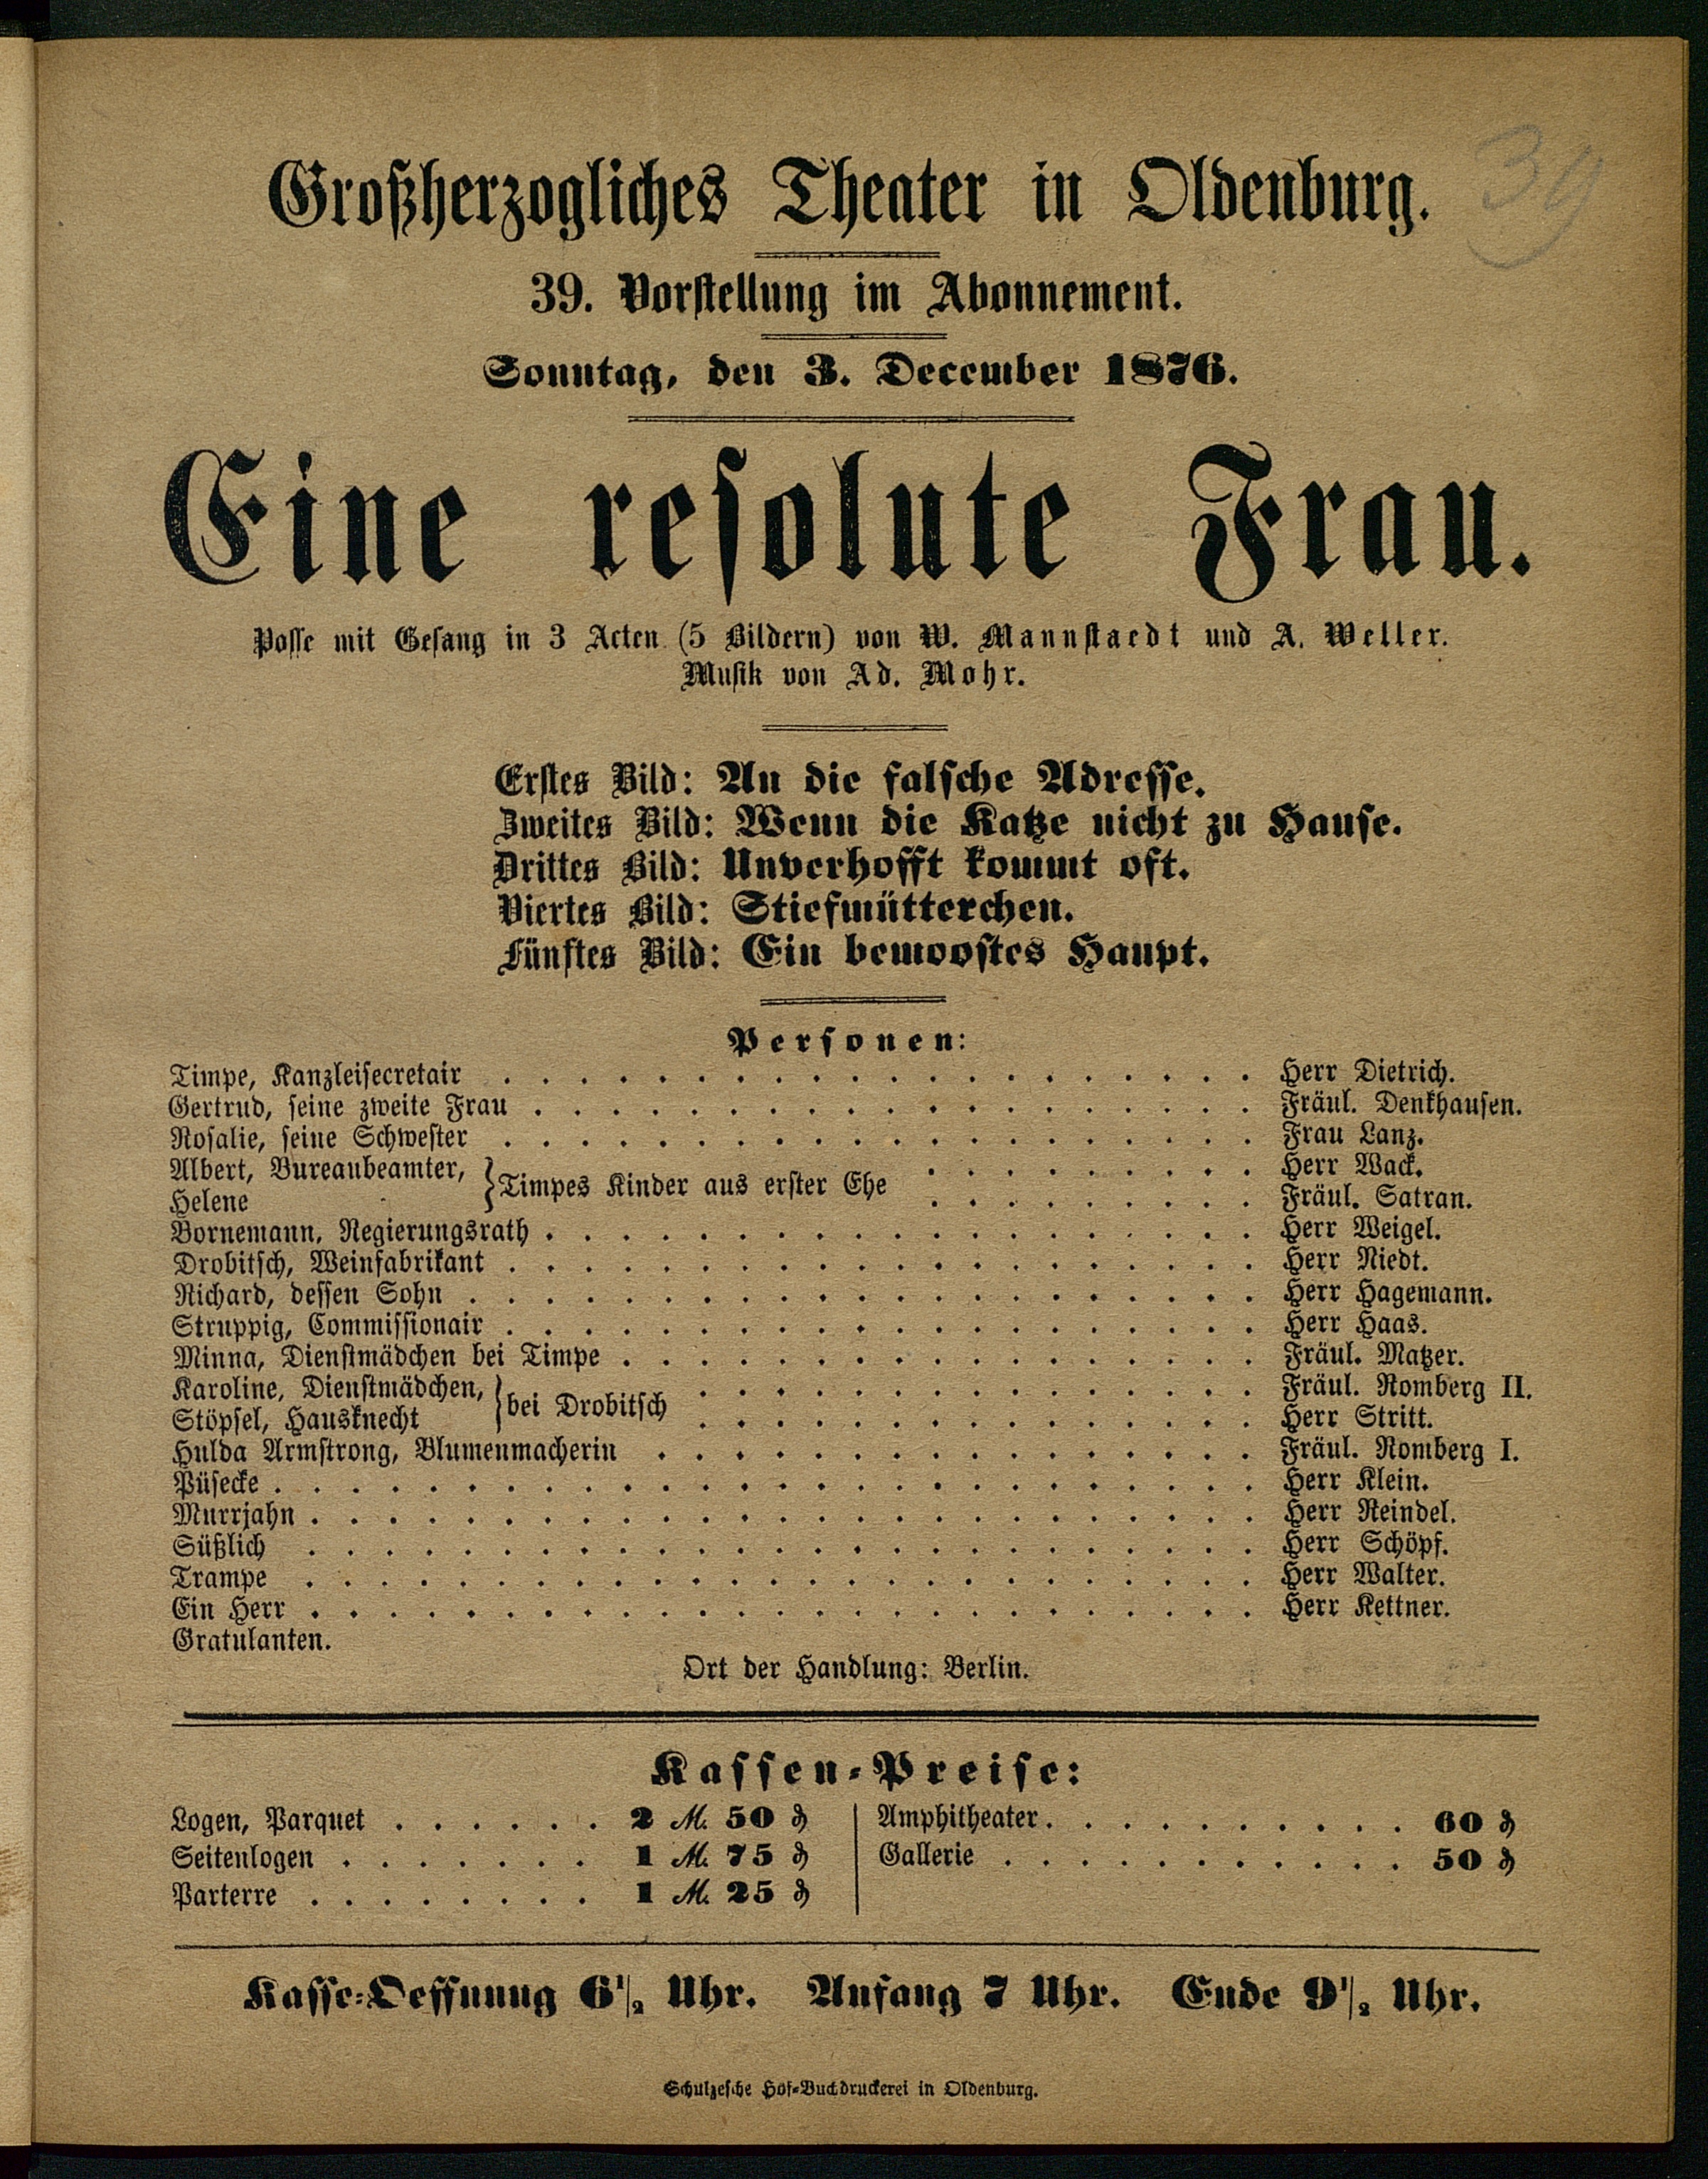 39
Großherzogliches Theater in Oldenburg.
39. Vorstellung im Abonnement.
Sonntag, den 3. December 1876.
Eine resolute Frau.
Posse mit Gesang in 3 Acten (5 Bildern) von W. Mannstaedt und A. Weller.
Musik von Ad. Mohr.
Erstes Bild: An die falsche Adresse.
Zweites Bild: Wenn die Katze nicht zu Hause.
Drittes Bild: Unverhofft kommt oft.
Viertes Bild: Stiefmütterchen.
Fünftes Bild: Ein bemoostes Haupt.
Personen:
Timpe, Kanzleisecretair . . . . . . . . . . Herr Dietrich.
Gertrud, seine zweite Frau . . . . . . . . . . Fräul. Denkhausen.
Rosalie, seine Schwester . . . . . . . . . . Frau Lanz.
Albert, Bureaubeamter, } Timpes Kinder aus erster Ehe . . . . . . . . . Herr Wack.
Helene . . . . . . . . . Fräul. Satran.
Bornemann, Regierungsrath . . . . . . . . . . Herr Weigel.
Drobitsch, Weinfabrikant . . . . . . . . . . Herr Niedt.
Richard, dessen Sohn . . . . . . . . . . Herr Hagemann.
Struppig, Commissionair . . . . . . . . . . Herr Haas.
Minna, Dienstmädchen bei Timpe . . . . . . . . . . Fräul. Matzer.
Karoline, Dienstmädchen, } bei Drobitsch . . . . . . . . . . Fräul. Romberg II.
Stöpsel, Hausknecht . . . . . . . . . . Herr Stritt.
Hulda Armstrong, Blumenmacherin . . . . . . . . . . Fräul. Romberg I.
Püsecke . . . . . . . . . . Herr Klein.
Murrjahn . . . . . . . . . . Herr Reindel.
Süßlich . . . . . . . . . . Herr Schöpf.
Trampe . . . . . . . . . . Herr Walter.
Ein Herr . . . . . . . . . . Herr Kettner.
Gratulanten.
Ort der Handlung: Berlin.
Kassen-Preise:
Logen, Parquet . . . . . . 2 M. 50 ₰
Seitenlogen . . . . . . . 1 M. 75 ₰
Parterre . . . . . . . . 1 M. 25 ₰
Amphitheater . . . . . . . . . . 60 ₰
Gallerie . . . . . . . . . . . 50 ₰
Kasse-Oeffnung 6 1/2 Uhr. Anfang 7 Uhr. Ende 9 1/2 Uhr.
Schulzesche Hof-Buchdruckerei in Oldenburg.